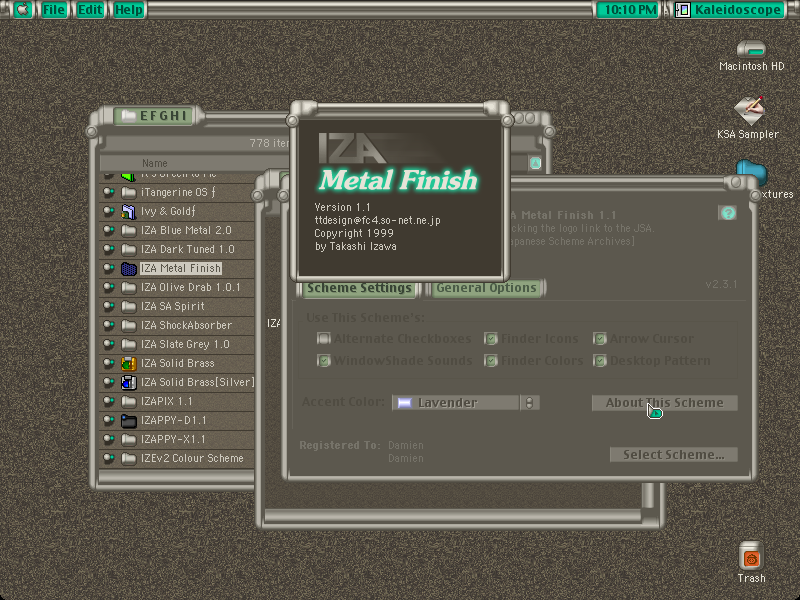 File Edit Help
10:10 PM Kaleidoscope
Macintosh HD
KSA Sampler
xtures
Trash
EFGHI
778 iter
Name
iTangerine OS ƒ
Ivy & Goldƒ
IZA Blue Metal 2.0
IZA Dark Tuned 1.0
IZA Metal Finish
IZA Olive Drab 1.0.1
IZA SA Spirit
IZA ShockAbsorber
IZA Slate Grey 1.0
IZA Solid Brass
IZA Solid Brass[Silver]
IZAPIX 1.1
IZAPPY-D1.1
IZAPPY-X1.1
IZEv2 Colour Scheme
IZA
IZA
Metal Finish
Version 1.1
ttdesign@fc4.so-net.ne.jp
Copyright 1999
by Takashi Izawa
A Metal Finish 1.1
cking the logo link to the JSA.
apanese Scheme Archives]
?
v2.3.1
Scheme Settings
General Options
Use This Scheme's:
Alternate Checkboxes
Finder Icons
Arrow Cursor
WindowShade Sounds
Finder Colors
Desktop Pattern
Accent Color:
Lavender
About This Scheme
Registered To:
Damien
Damien
Select Scheme...